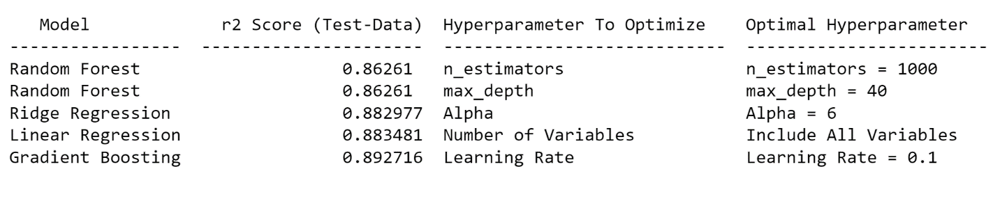 Model r2 Score (Test-Data) Hyperparameter To Optimize Optimal Hyperparameter
----------------- ---------------------- ---------------------------- ------------------------
Random Forest 0.86261 n_estimators n_estimators = 1000
Random Forest 0.86261 max_depth max_depth = 40
Ridge Regression 0.882977 Alpha Alpha = 6
Linear Regression 0.883481 Number of Variables Include All Variables
Gradient Boosting 0.892716 Learning Rate Learning Rate = 0.1